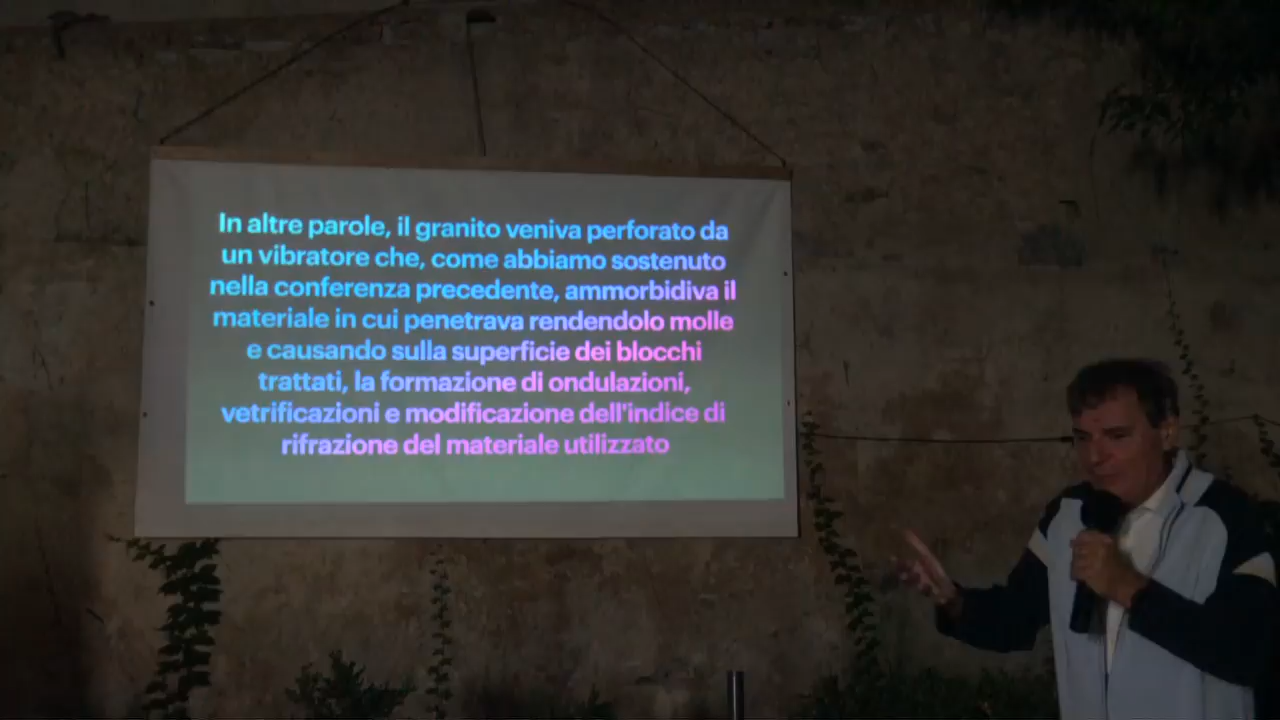 In altre parole, il granito veniva perforato da
un vibratore che, come abbiamo sostenuto
nella conferenza precedente, ammorbidiva il
materiale in cui penetrava rendendolo molle
e causando sulla superficie dei blocchi
trattati, la formazione di ondulazioni,
vetrificazioni e modificazione dell'indice di
rifrazione del materiale utilizzato